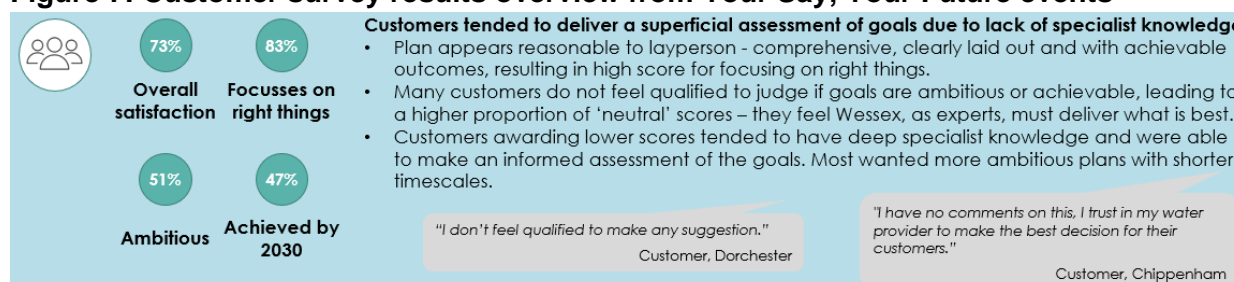 Figure 7: Customer survey results overview from Your Say, Your Future events
73%
83%
Overall
satisfaction
Focusses on
right things
51%
47%
Ambitious
Achieved by
2030
Customers tended to deliver a superficial assessment of goals due to lack of specialist knowledge
• Plan appears reasonable to layperson - comprehensive, clearly laid out and with achievable
outcomes, resulting in high score for focusing on right things.
• Many customers do not feel qualified to judge if goals are ambitious or achievable, leading to
a higher proportion of ‘neutral’ scores – they feel Wessex, as experts, must deliver what is best.
• Customers awarding lower scores tended to have deep specialist knowledge and were able
to make an informed assessment of the goals. Most wanted more ambitious plans with shorter
timescales.
“I don’t feel qualified to make any suggestion.”
Customer, Dorchester
"I have no comments on this, I trust in my water
provider to make the best decision for their
customers.”
Customer, Chippenham